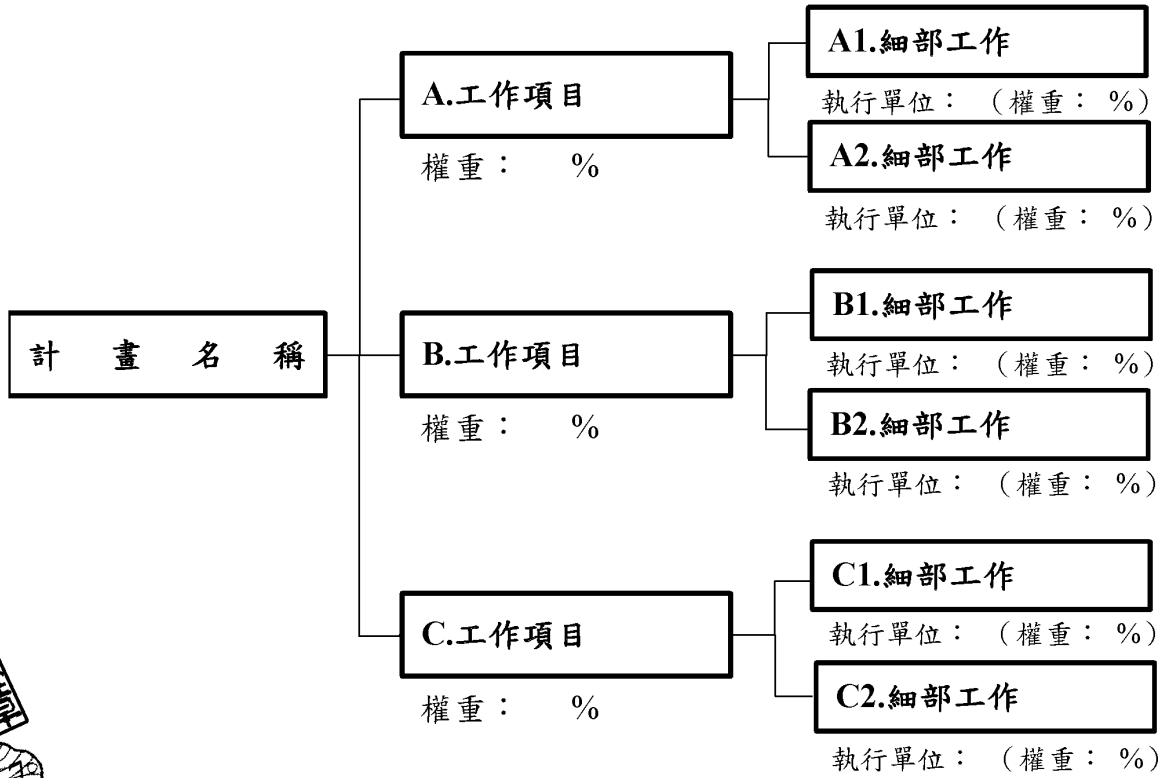 A1.細部工作
A.工作項目
執行單位： （權重： %）
A2.細部工作
權重： %
執行單位： （權重： %）
B1.細部工作
計 畫 名 稱
B.工作項目
執行單位： （權重： %）
B2.細部工作
權重： %
執行單位： （權重： %）
C1.細部工作
C.工作項目
執行單位： （權重： %）
C2.細部工作
權重： %
執行單位： （權重： %）